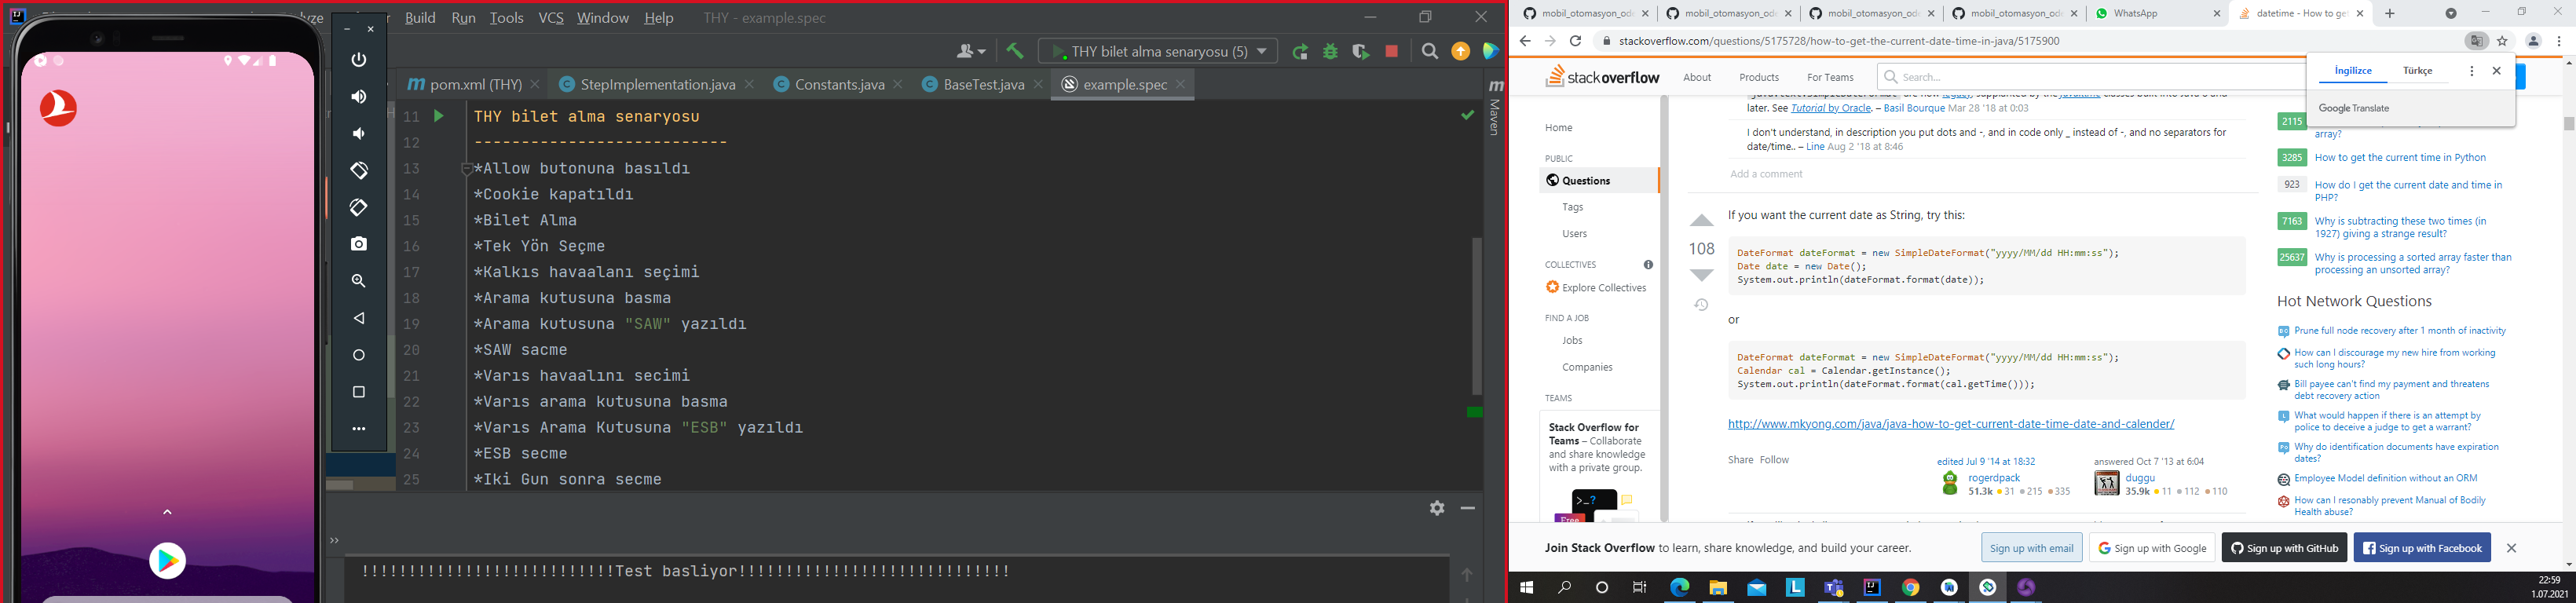 Build Run Tools VCS Window Help THY - example.spec
THY bilet alma senaryosu (5)
pom.xml (THY)
StepImplementation.java
Constants.java
BaseTest.java
example.spec
Maven
11 THY bilet alma senaryosu
12 ---------------------------
13 *Allow butonuna basıldı
14 *Cookie kapatıldı
15 *Bilet Alma
16 *Tek Yön Seçme
17 *Kalkıs havaalanı seçimi
18 *Arama kutusuna basma
19 *Arama kutusuna "SAW" yazıldı
20 *SAW sacme
21 *Varıs havaalını secimi
22 *Varıs arama kutusuna basma
23 *Varıs Arama Kutusuna "ESB" yazıldı
24 *ESB secme
25 *Iki Gun sonra secme
!!!!!!!!!!!!!!!!!!!!!!!!!!!Test basliyor!!!!!!!!!!!!!!!!!!!!!!!!!!!!!
mobil_otomasyon_ode
mobil_otomasyon_ode
mobil_otomasyon_ode
mobil_otomasyon_ode
WhatsApp
datetime - How to get
stackoverflow.com/questions/5175728/how-to-get-the-current-date-time-in-java/5175900
stackoverflow
About
Products
For Teams
Search...
İngilizce
Türkçe
Google Translate
Home
PUBLIC
Questions
Tags
Users
COLLECTIVES
Explore Collectives
FIND A JOB
Jobs
Companies
TEAMS
Stack Overflow for
Teams – Collaborate
and share knowledge
with a private group.
>_?
Free
later. See Tutorial by Oracle. – Basil Bourque Mar 28 '18 at 0:03
I don't understand, in description you put dots and -, and in code only _ instead of -, and no separators for
date/time.. – Line Aug 2 '18 at 8:46
Add a comment
108
If you want the current date as String, try this:
DateFormat dateFormat = new SimpleDateFormat("yyyy/MM/dd HH:mm:ss");
Date date = new Date();
System.out.println(dateFormat.format(date));
or
DateFormat dateFormat = new SimpleDateFormat("yyyy/MM/dd HH:mm:ss");
Calendar cal = Calendar.getInstance();
System.out.println(dateFormat.format(cal.getTime()));
http://www.mkyong.com/java/java-how-to-get-current-date-time-date-and-calender/
Share Follow
edited Jul 9 '14 at 18:32
rogerdpack
51.3k 31 215 335
answered Oct 7 '13 at 6:04
duggu
35.9k 11 112 110
2115 array?
3285 How to get the current time in Python
923 How do I get the current date and time in
PHP?
7163 Why is subtracting these two times (in
1927) giving a strange result?
25637 Why is processing a sorted array faster than
processing an unsorted array?
Hot Network Questions
Prune full node recovery after 1 month of inactivity
How can I discourage my new hire from working
such long hours?
Bill payee can't find my payment and threatens
debt recovery action
What would happen if there is an attempt by
police to deceive a judge to get a warrant?
Why do identification documents have expiration
dates?
Employee Model definition without an ORM
How can I resonably prevent Manual of Bodily
Health abuse?
Join Stack Overflow to learn, share knowledge, and build your career.
Sign up with email
Sign up with Google
Sign up with GitHub
Sign up with Facebook
22:59
1.07.2021